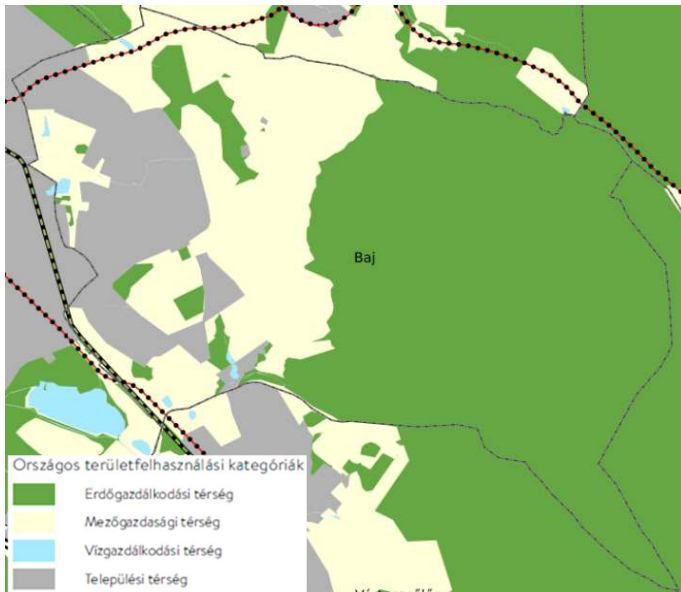 Baj
Országos területfelhasználási kategóriák
Erdőgazdálkodási térség
Mezőgazdasági térség
Vízgazdálkodási térség
Települési térség